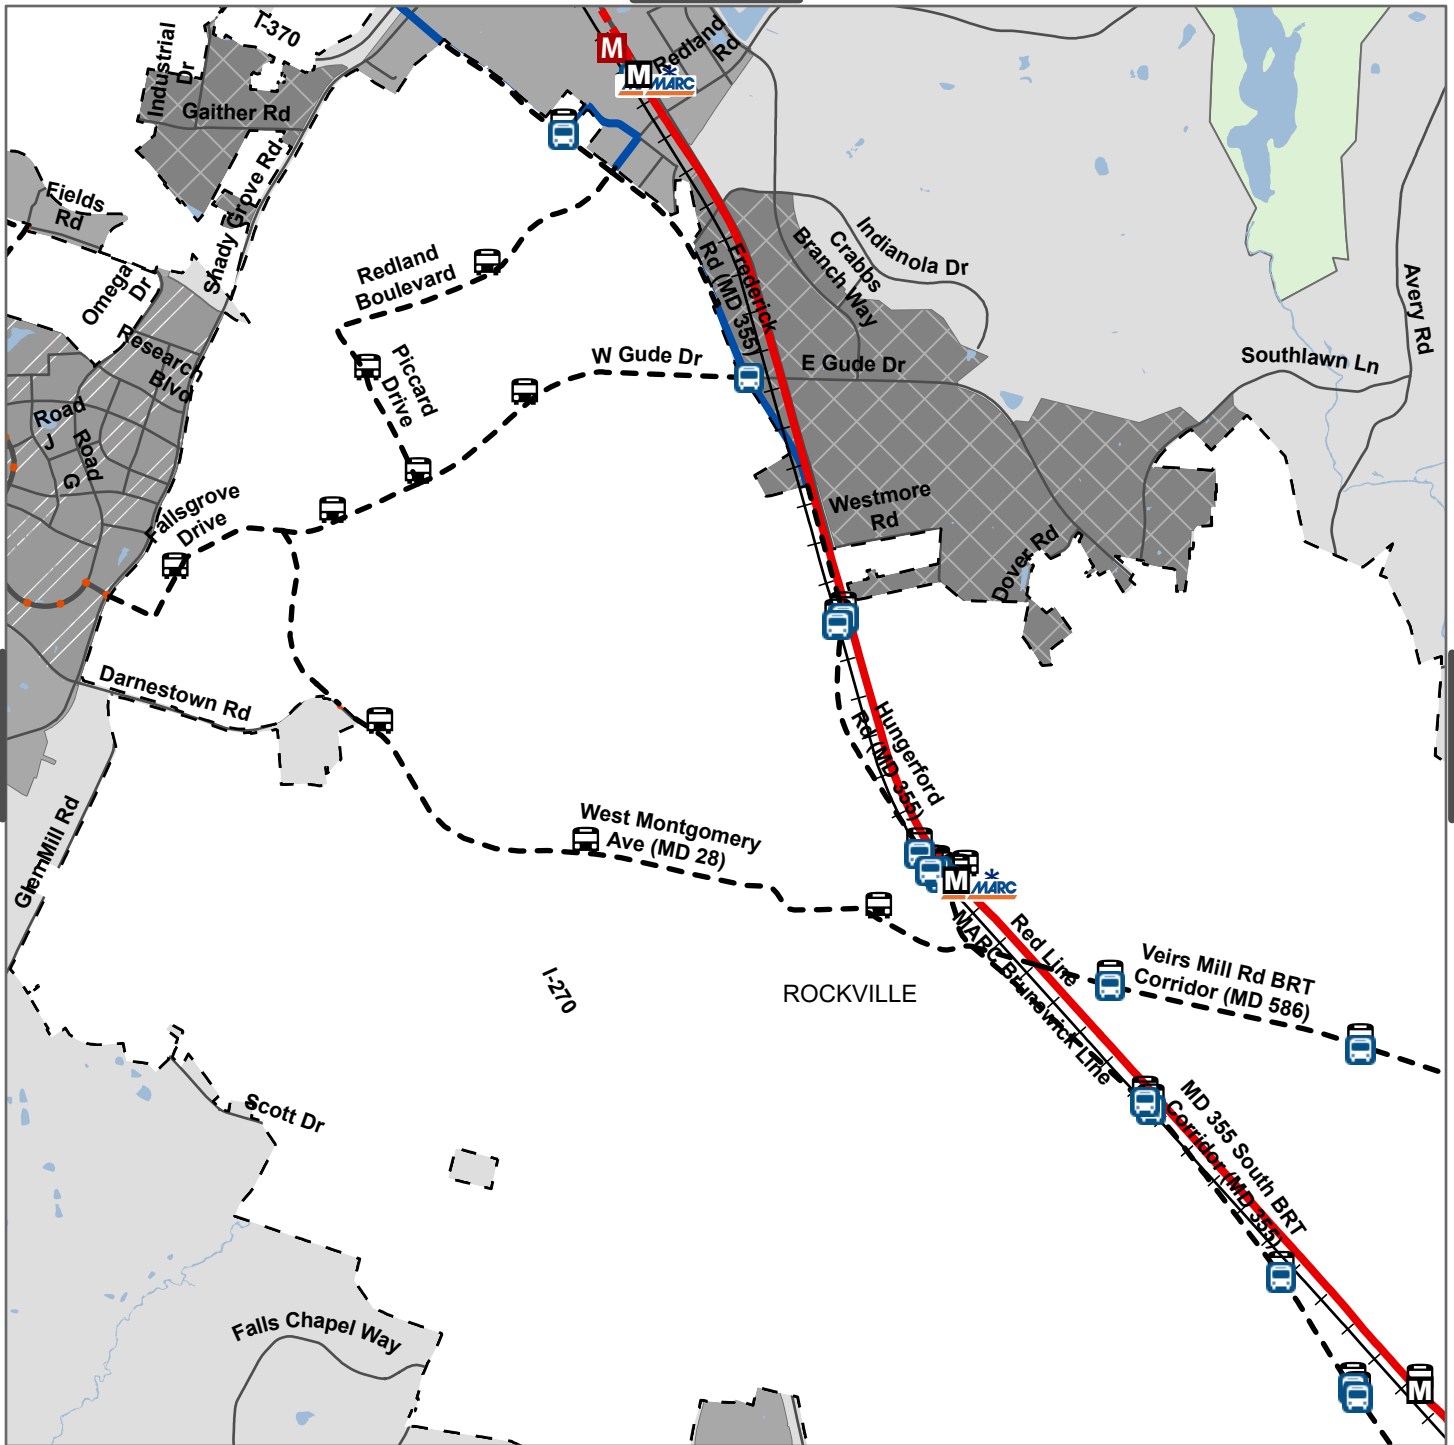 T-370
Industrial
Dr
Gaither Rd
Redland
Rd
M
M
MARC
Shady Grove Rd
Fields
Rd
Omega
Dr
Research
Blvd
Redland
Boulevard
Piccard
Drive
W Gude Dr
Frederick
Rd (MD 355)
Crabbs
Branch Way
Indianola Dr
E Gude Dr
Avery Rd
Southlawn Ln
Road
J
Road
G
Fallsgrove
Drive
Westmore
Rd
Dover Rd
Darnestown Rd
Hungerford
Rd (MD 355)
Glen Mill Rd
West Montgomery
Ave (MD 28)
M
MARC
Red Line
MARC Brunswick Line
Veirs Mill Rd BRT
Corridor (MD 586)
I-270
ROCKVILLE
MD 355 South BRT
Corridor (MD 355)
Scott Dr
Falls Chapel Way
M